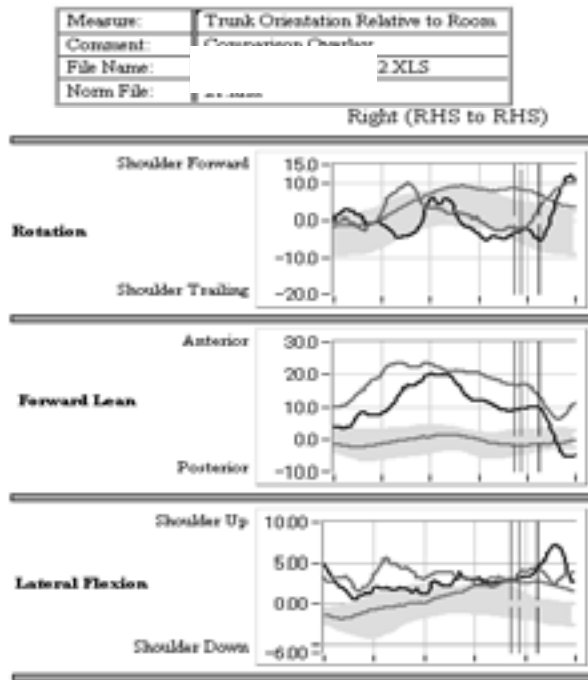 Measure: Trunk Orientation Relative to Room
Comment: Comparison Overlay
File Name: 2.XLS
Norm File:
Right (RHS to RHS)
Shoulder Forward 15.0
10.0
Rotation 0.0
-10.0
Shoulder Trailing -20.0
Anterior 30.0
20.0
Forward Lean 10.0
0.0
Posterior -10.0
Shoulder Up 10.00
5.00
Lateral Flexion
0.00
Shoulder Down -6.00